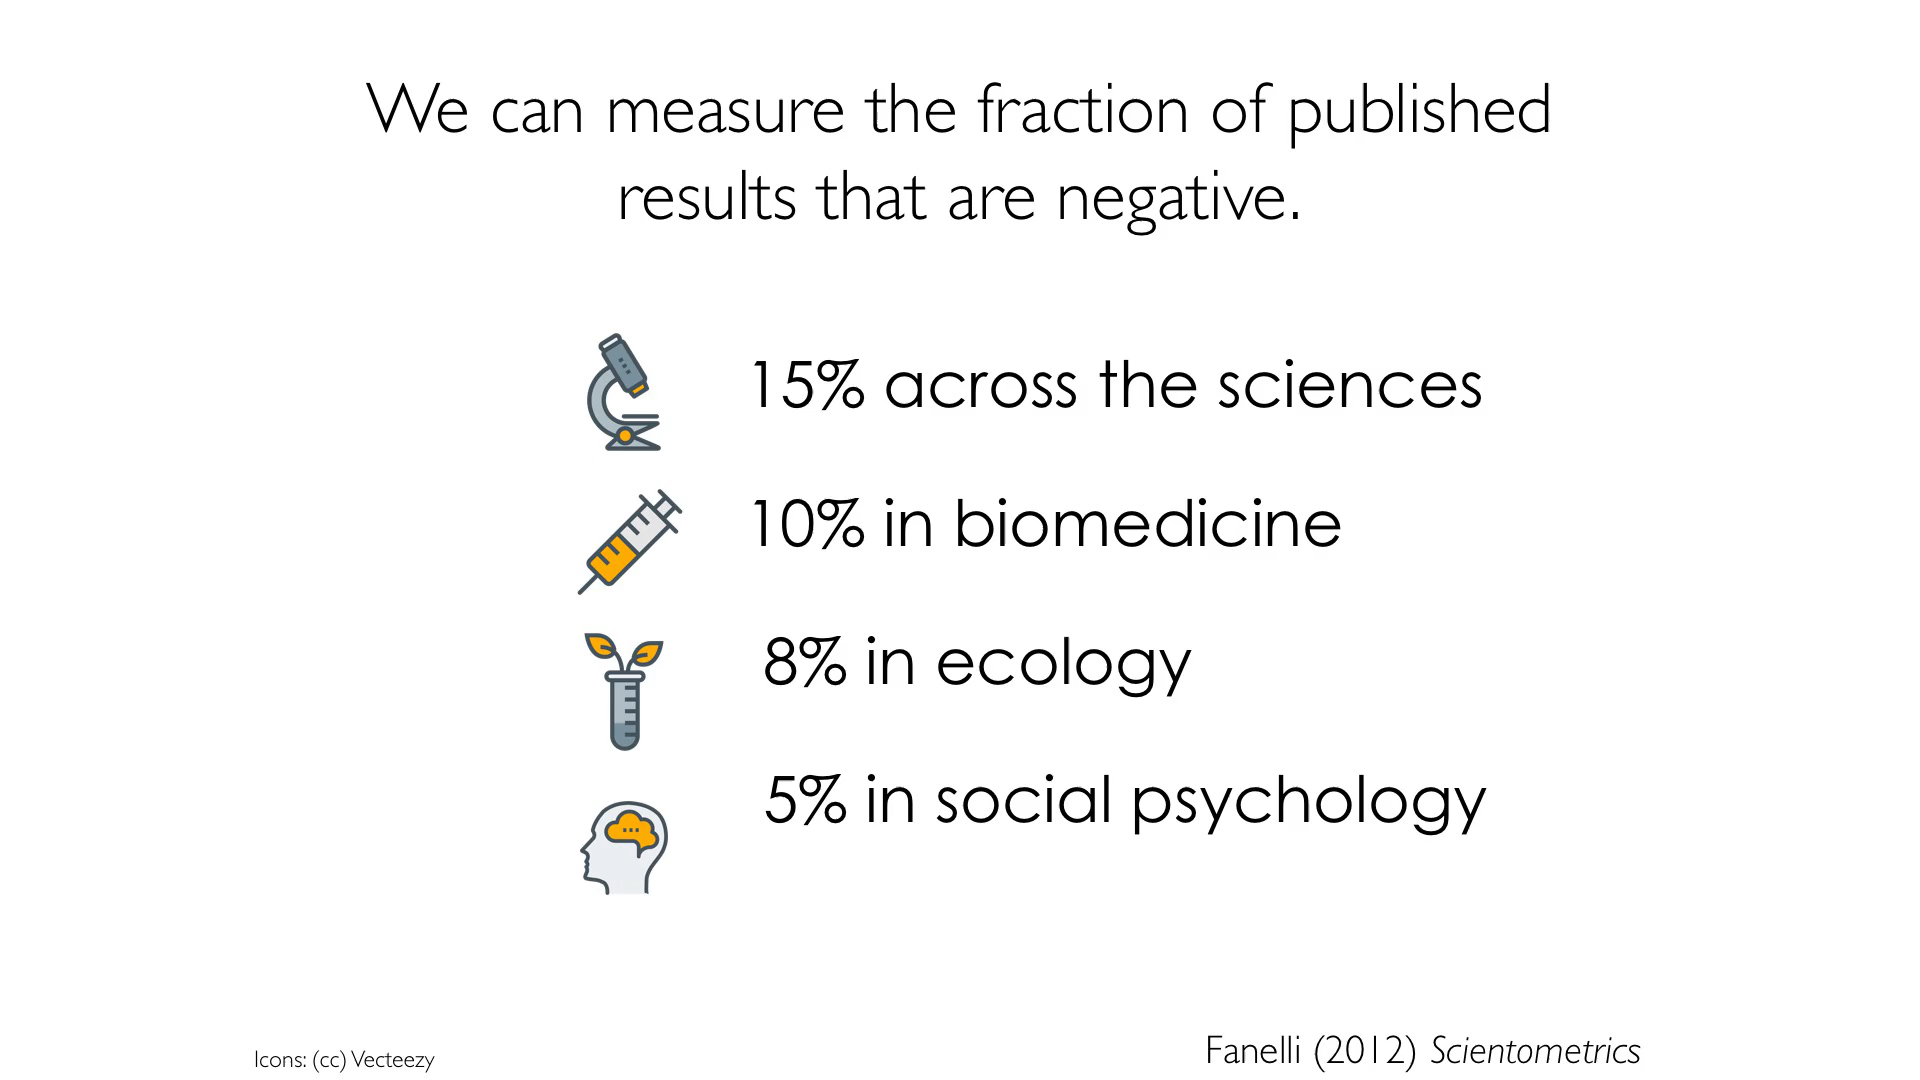 We can measure the fraction of published
results that are negative.
15% across the sciences
10% in biomedicine
8% in ecology
5% in social psychology
Icons: (cc) Vecteezy
Fanelli (2012) Scientometrics